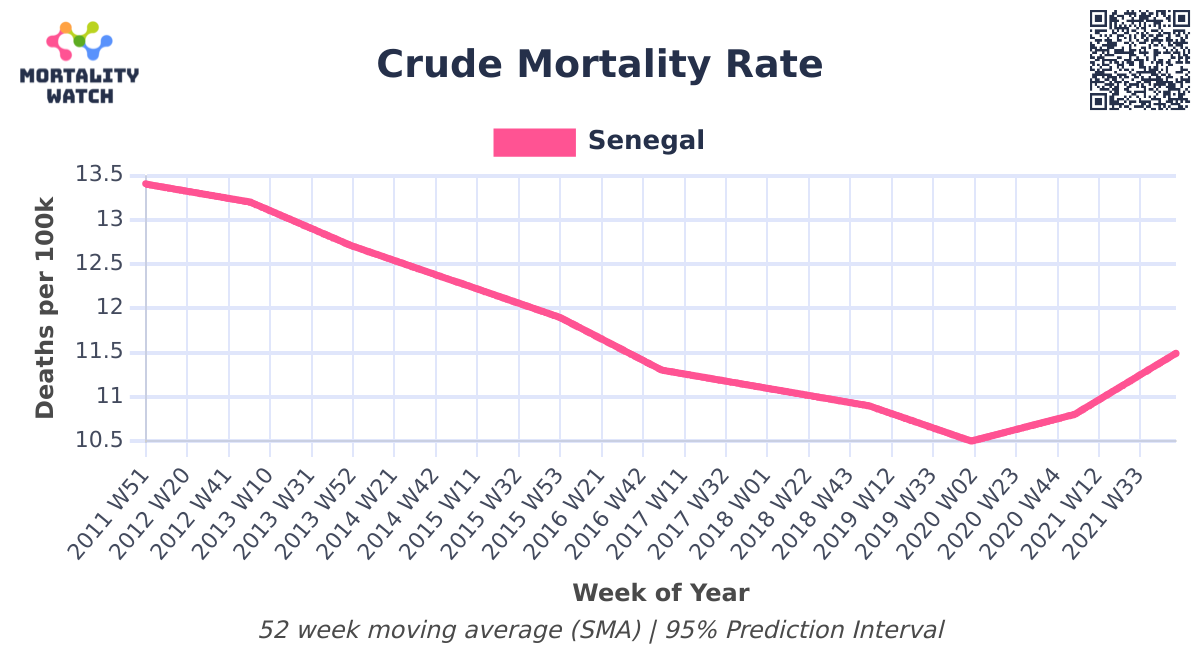 MORTALITY
WATCH
Crude Mortality Rate
Senegal
Deaths per 100k
13.5
13
12.5
12
11.5
11
10.5
2011 W51
2012 W20
2012 W41
2013 W10
2013 W31
2013 W52
2014 W21
2014 W42
2015 W11
2015 W32
2015 W53
2016 W21
2016 W42
2017 W11
2017 W32
2018 W01
2018 W22
2018 W43
2019 W12
2019 W33
2020 W02
2020 W23
2020 W44
2021 W12
2021 W33
Week of Year
52 week moving average (SMA) | 95% Prediction Interval